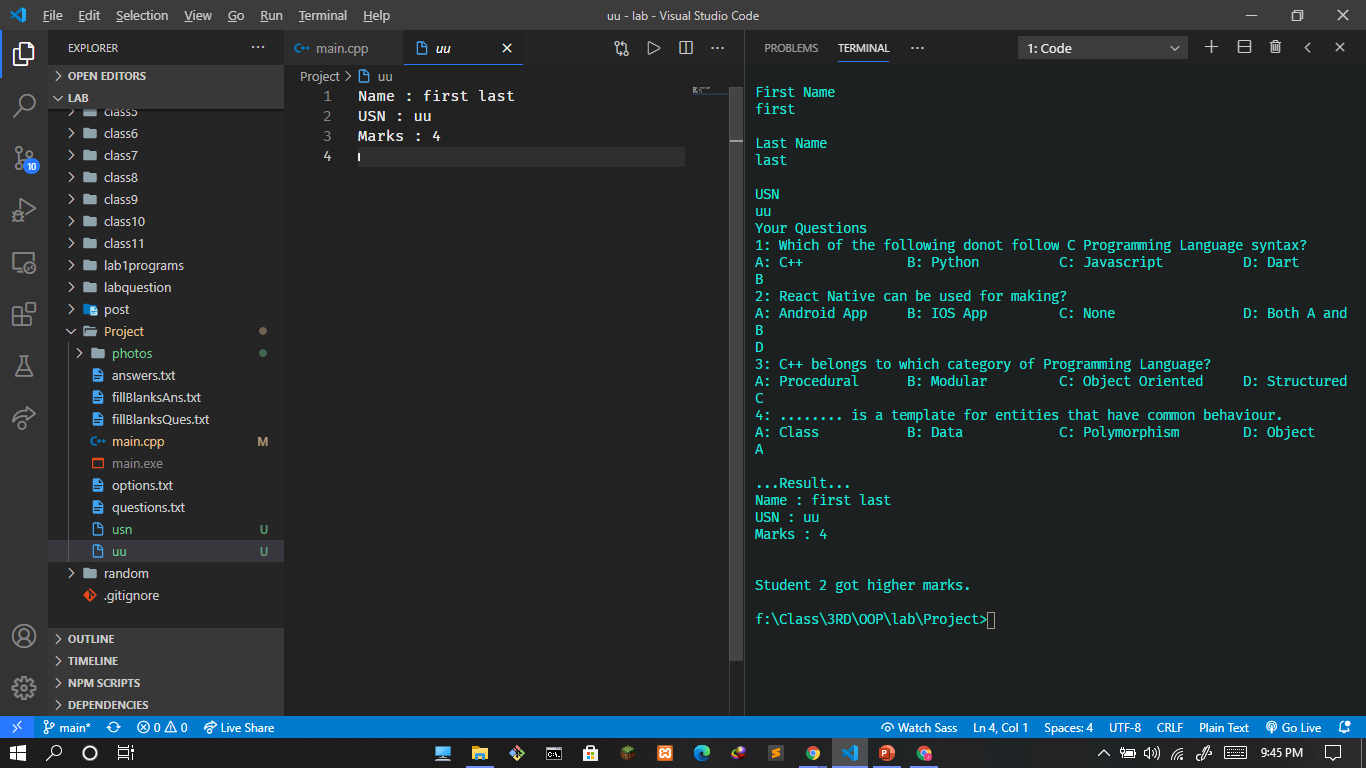 File Edit Selection View Go Run Terminal Help
uu - lab - Visual Studio Code
EXPLORER
OPEN EDITORS
LAB
class5
class6
class7
class8
class9
class10
class11
lab1programs
labquestion
post
Project
photos
answers.txt
fillBlanksAns.txt
fillBlanksQues.txt
main.cpp M
main.exe
options.txt
questions.txt
usn U
uu U
random
.gitignore
OUTLINE
TIMELINE
NPM SCRIPTS
DEPENDENCIES
10
main.cpp
uu
Project > uu
1 Name : first last
2 USN : uu
3 Marks : 4
4
PROBLEMS TERMINAL
1: Code
First Name
first
Last Name
last
USN
uu
Your Questions
1: Which of the following donot follow C Programming Language syntax?
A: C++ B: Python C: Javascript D: Dart
B
2: React Native can be used for making?
A: Android App B: IOS App C: None D: Both A and
B
D
3: C++ belongs to which category of Programming Language?
A: Procedural B: Modular C: Object Oriented D: Structured
C
4: ........ is a template for entities that have common behaviour.
A: Class B: Data C: Polymorphism D: Object
A
...Result...
Name : first last
USN : uu
Marks : 4
Student 2 got higher marks.
f:\Class\3RD\OOP\lab\Project>
main* 0 0 Live Share
Watch Sass Ln 4, Col 1 Spaces: 4 UTF-8 CRLF Plain Text Go Live
9:45 PM